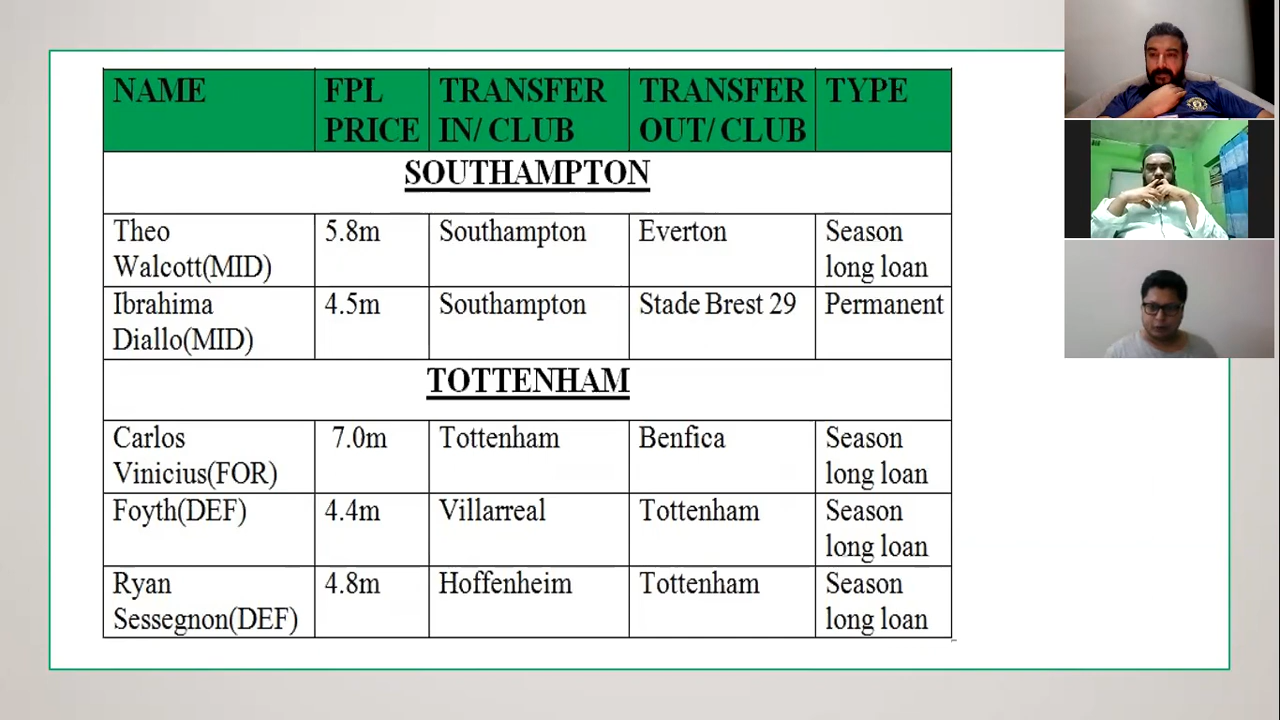 NAME FPL PRICE TRANSFER IN/ CLUB TRANSFER OUT/ CLUB TYPE
SOUTHAMPTON
Theo Walcott(MID) 5.8m Southampton Everton Season long loan
Ibrahima Diallo(MID) 4.5m Southampton Stade Brest 29 Permanent
TOTTENHAM
Carlos Vinicius(FOR) 7.0m Tottenham Benfica Season long loan
Foyth(DEF) 4.4m Villarreal Tottenham Season long loan
Ryan Sessegnon(DEF) 4.8m Hoffenheim Tottenham Season long loan